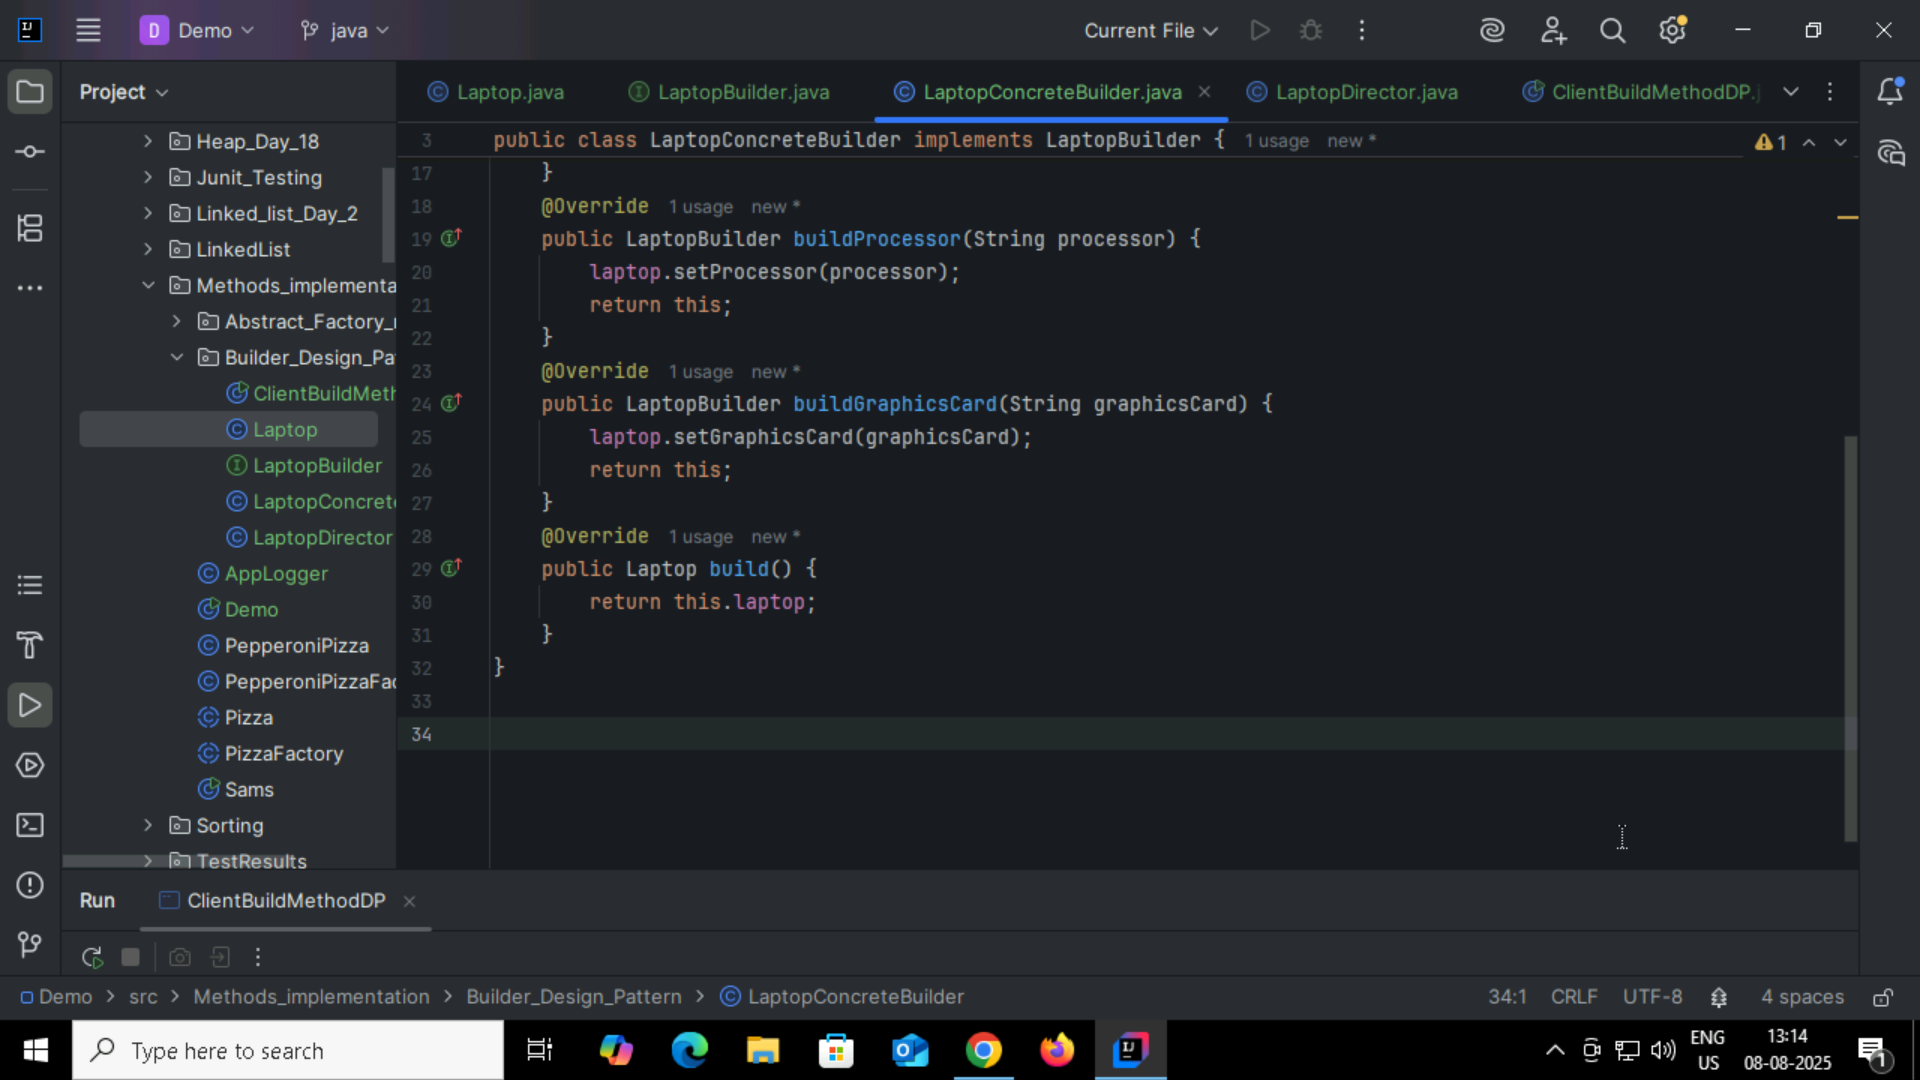 IJ
D Demo
java
Current File
Project
Laptop.java
LaptopBuilder.java
LaptopConcreteBuilder.java
LaptopDirector.java
ClientBuildMethodDP.j
Heap_Day_18
Junit_Testing
Linked_list_Day_2
LinkedList
Methods_implementa
Abstract_Factory_
Builder_Design_Pa
ClientBuildMeth
Laptop
LaptopBuilder
LaptopConcrete
LaptopDirector
AppLogger
Demo
PepperoniPizza
PepperoniPizzaFac
Pizza
PizzaFactory
Sams
Sorting
TestResults
3 public class LaptopConcreteBuilder implements LaptopBuilder { 1 usage new *
1
17 }
18 @Override 1 usage new *
19 public LaptopBuilder buildProcessor(String processor) {
20 laptop.setProcessor(processor);
21 return this;
22 }
23 @Override 1 usage new *
24 public LaptopBuilder buildGraphicsCard(String graphicsCard) {
25 laptop.setGraphicsCard(graphicsCard);
26 return this;
27 }
28 @Override 1 usage new *
29 public Laptop build() {
30 return this.laptop;
31 }
32 }
33
34
Run
ClientBuildMethodDP
Demo > src > Methods_implementation > Builder_Design_Pattern > LaptopConcreteBuilder
34:1 CRLF UTF-8 4 spaces
Type here to search
ENG
US
13:14
08-08-2025
1